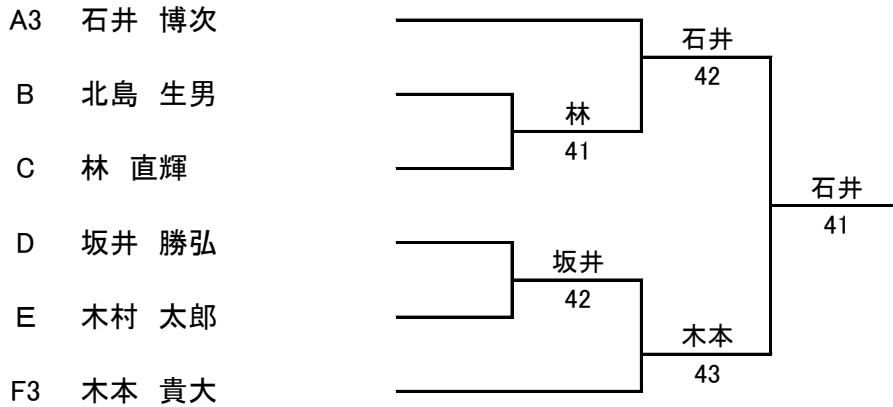 A3 石井 博次
石井
42
B 北島 生男
林
41
C 林 直輝
石井
41
D 坂井 勝弘
坂井
42
E 木村 太郎
木本
43
F3 木本 貴大